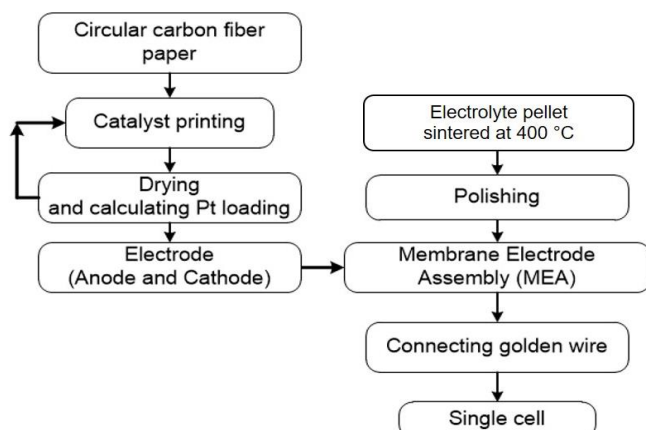 Circular carbon fiber
paper
Catalyst printing
Drying
and calculating Pt loading
Electrode
(Anode and Cathode)
Electrolyte pellet
sintered at 400 °C
Polishing
Membrane Electrode
Assembly (MEA)
Connecting golden wire
Single cell